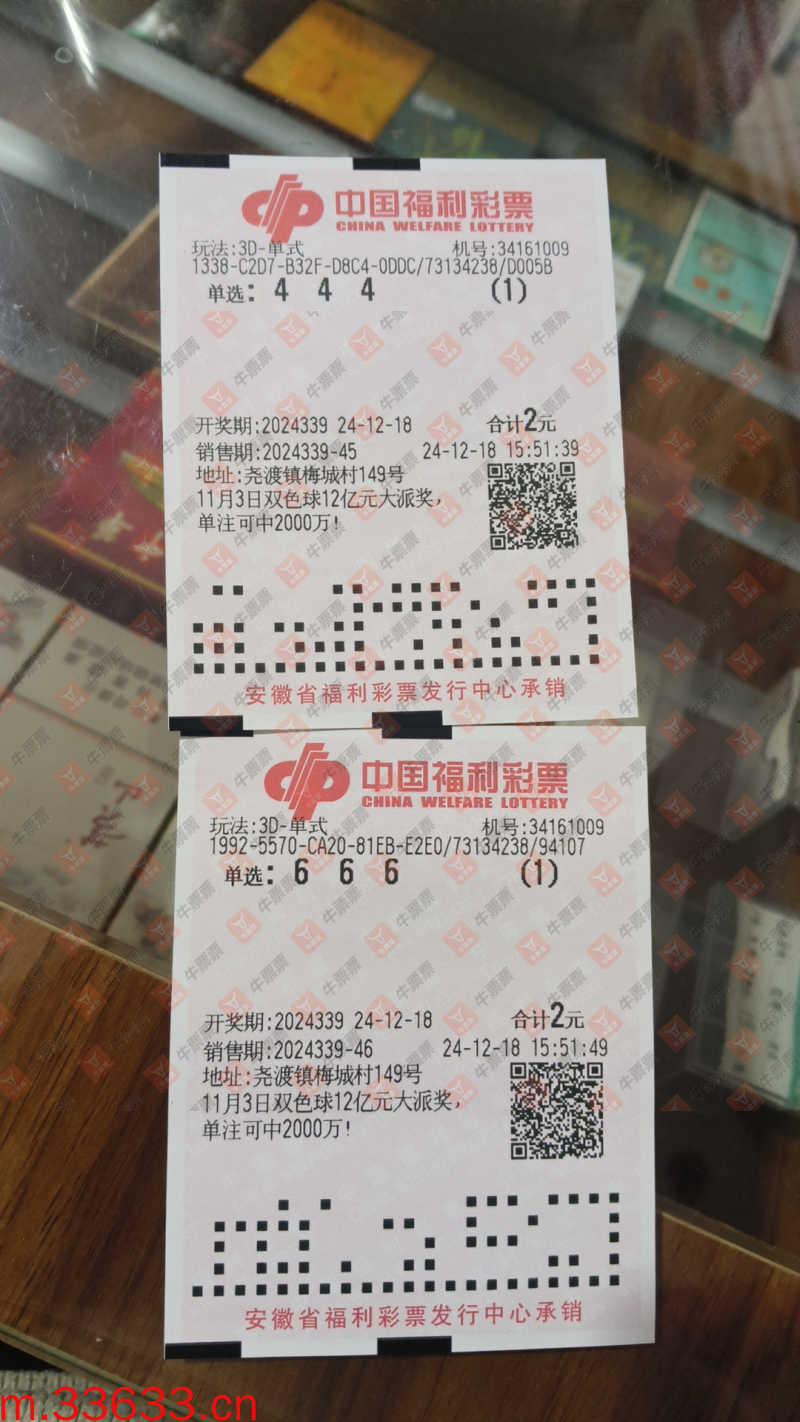 中国福利彩票
CHINA WELFARE LOTTERY
玩法:3D-单式 机号:34161009
1338-C2D7-B32F-D8C4-0DDC/73134238/D005B
单选: 4 4 4 (1)
开奖期:2024339 24-12-18 合计2元
销售期:2024339-45 24-12-18 15:51:39
地址:尧渡镇梅城村149号
11月3日双色球12亿元大派奖,
单注可中2000万!
安徽省福利彩票发行中心承销
中国福利彩票
CHINA WELFARE LOTTERY
玩法:3D-单式 机号:34161009
1992-5570-CA20-81EB-E2E0/73134238/94107
单选: 6 6 6 (1)
开奖期:2024339 24-12-18 合计2元
销售期:2024339-46 24-12-18 15:51:49
地址:尧渡镇梅城村149号
11月3日双色球12亿元大派奖,
单注可中2000万!
安徽省福利彩票发行中心承销
牛票票
m.33633.cn